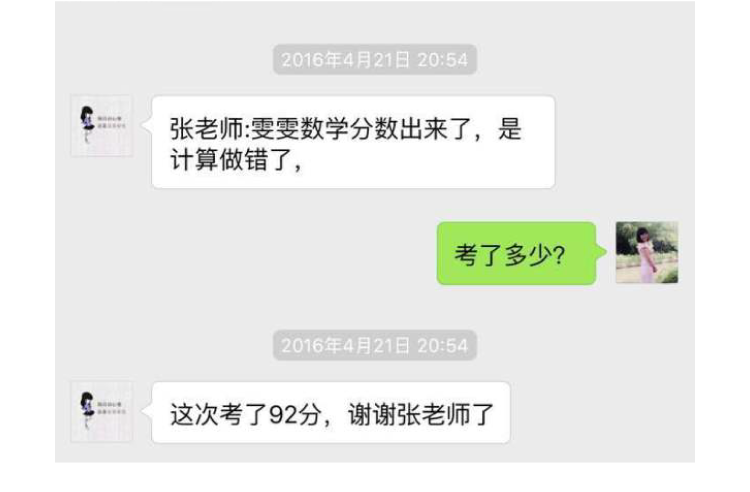 2016年4月21日 20:54
张老师:雯雯数学分数出来了，是
计算做错了，
考了多少?
2016年4月21日 20:54
这次考了92分，谢谢张老师了